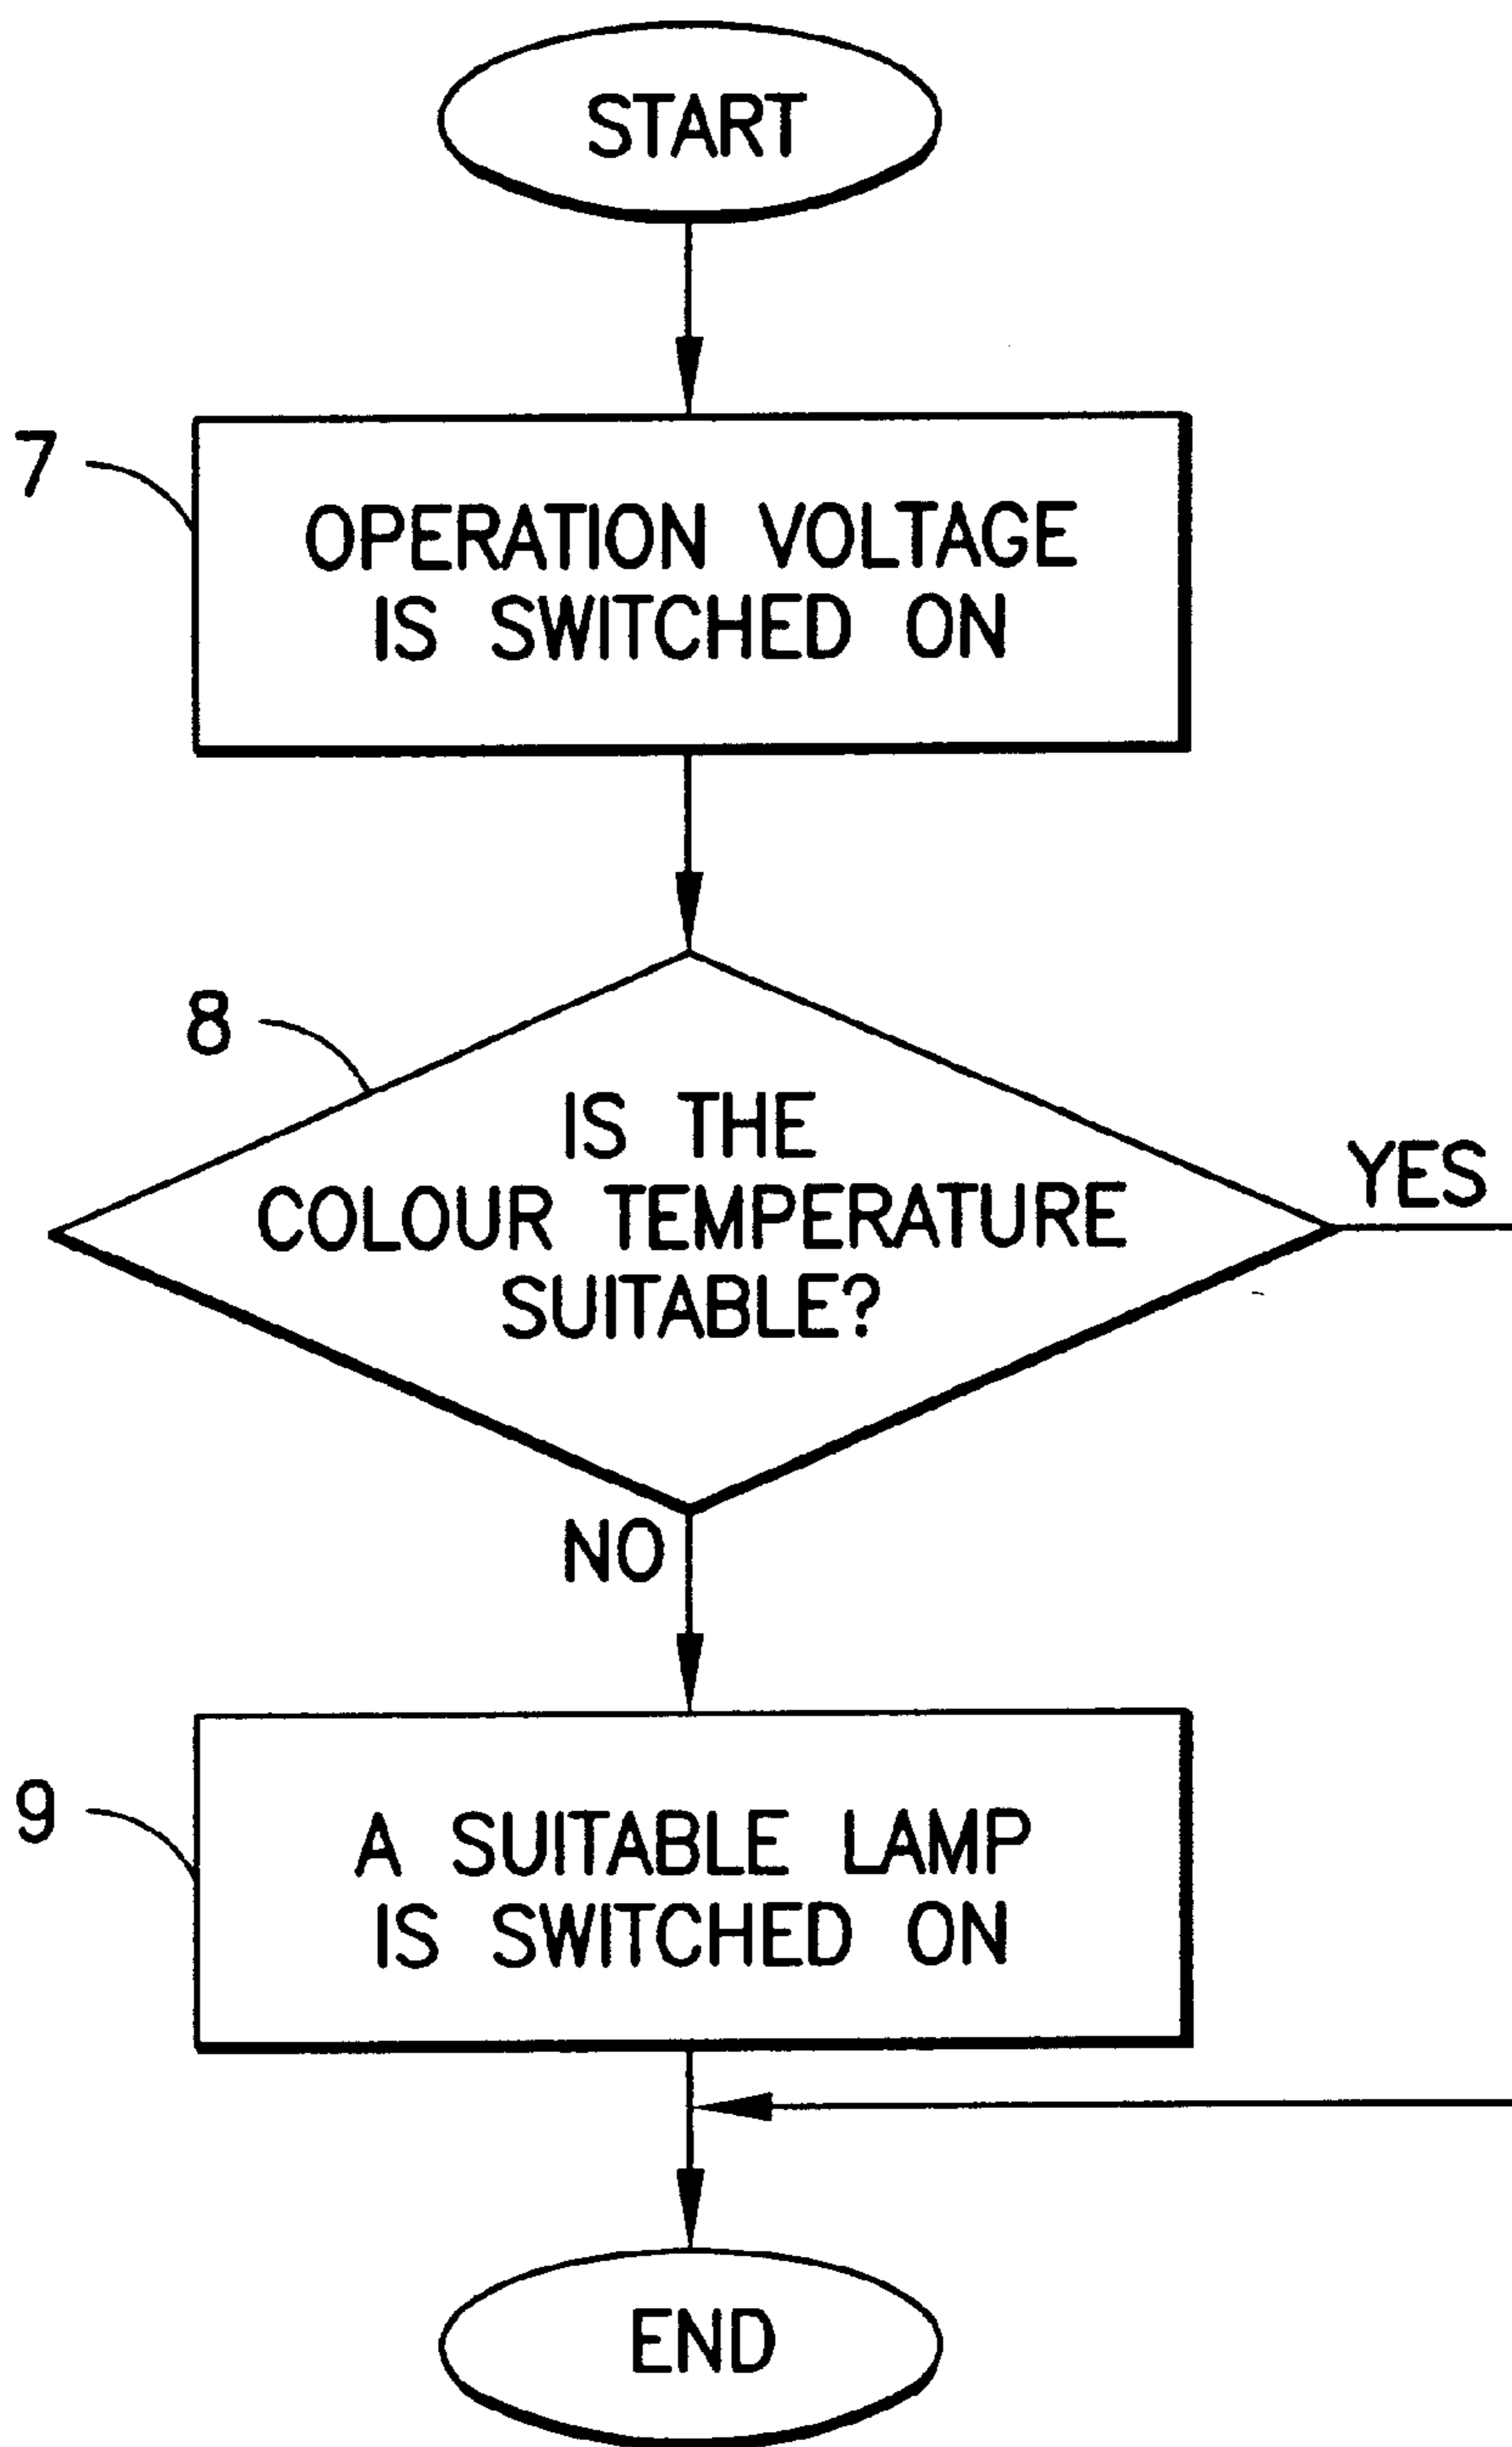 START
7
OPERATION VOLTAGE
IS SWITCHED ON
8
IS THE
COLOUR TEMPERATURE
SUITABLE?
YES
NO
9
A SUITABLE LAMP
IS SWITCHED ON
END